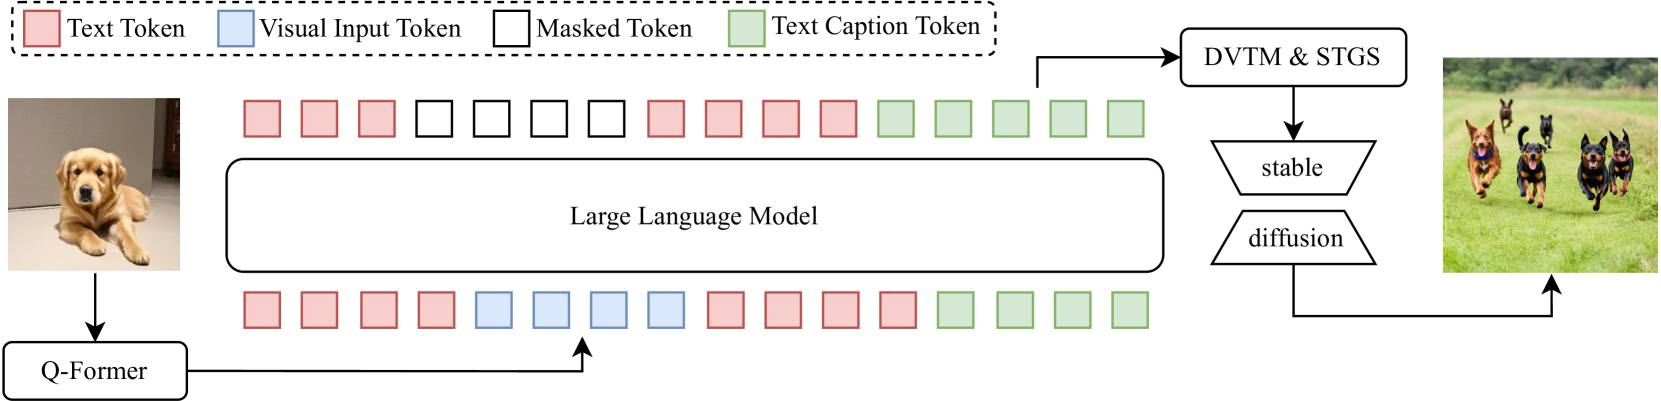 Text Token Visual Input Token Masked Token Text Caption Token
DVTM & STGS
stable
Large Language Model
diffusion
Q-Former